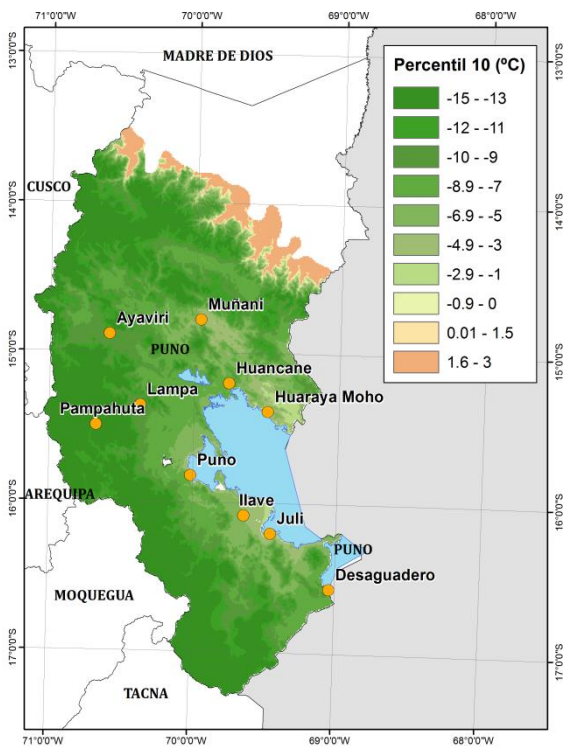 71°0'0"W 70°0'0"W 69°0'0"W 68°0'0"W
13°0'0"S
13°0'0"S
MADRE DE DIOS
Percentil 10 (ºC)
-15 - -13
-12 - -11
-10 - -9
-8.9 - -7
-6.9 - -5
-4.9 - -3
-2.9 - -1
-0.9 - 0
0.01 - 1.5
1.6 - 3
CUSCO
14°0'0"S
14°0'0"S
Muñani
Ayaviri
PUNO
15°0'0"S
15°0'0"S
Huancane
Lampa
Huaraya Moho
Pampahuta
Puno
AREQUIPA
16°0'0"S
16°0'0"S
Ilave
Juli
PUNO
Desaguadero
MOQUEGUA
17°0'0"S
17°0'0"S
TACNA
71°0'0"W 70°0'0"W 69°0'0"W 68°0'0"W